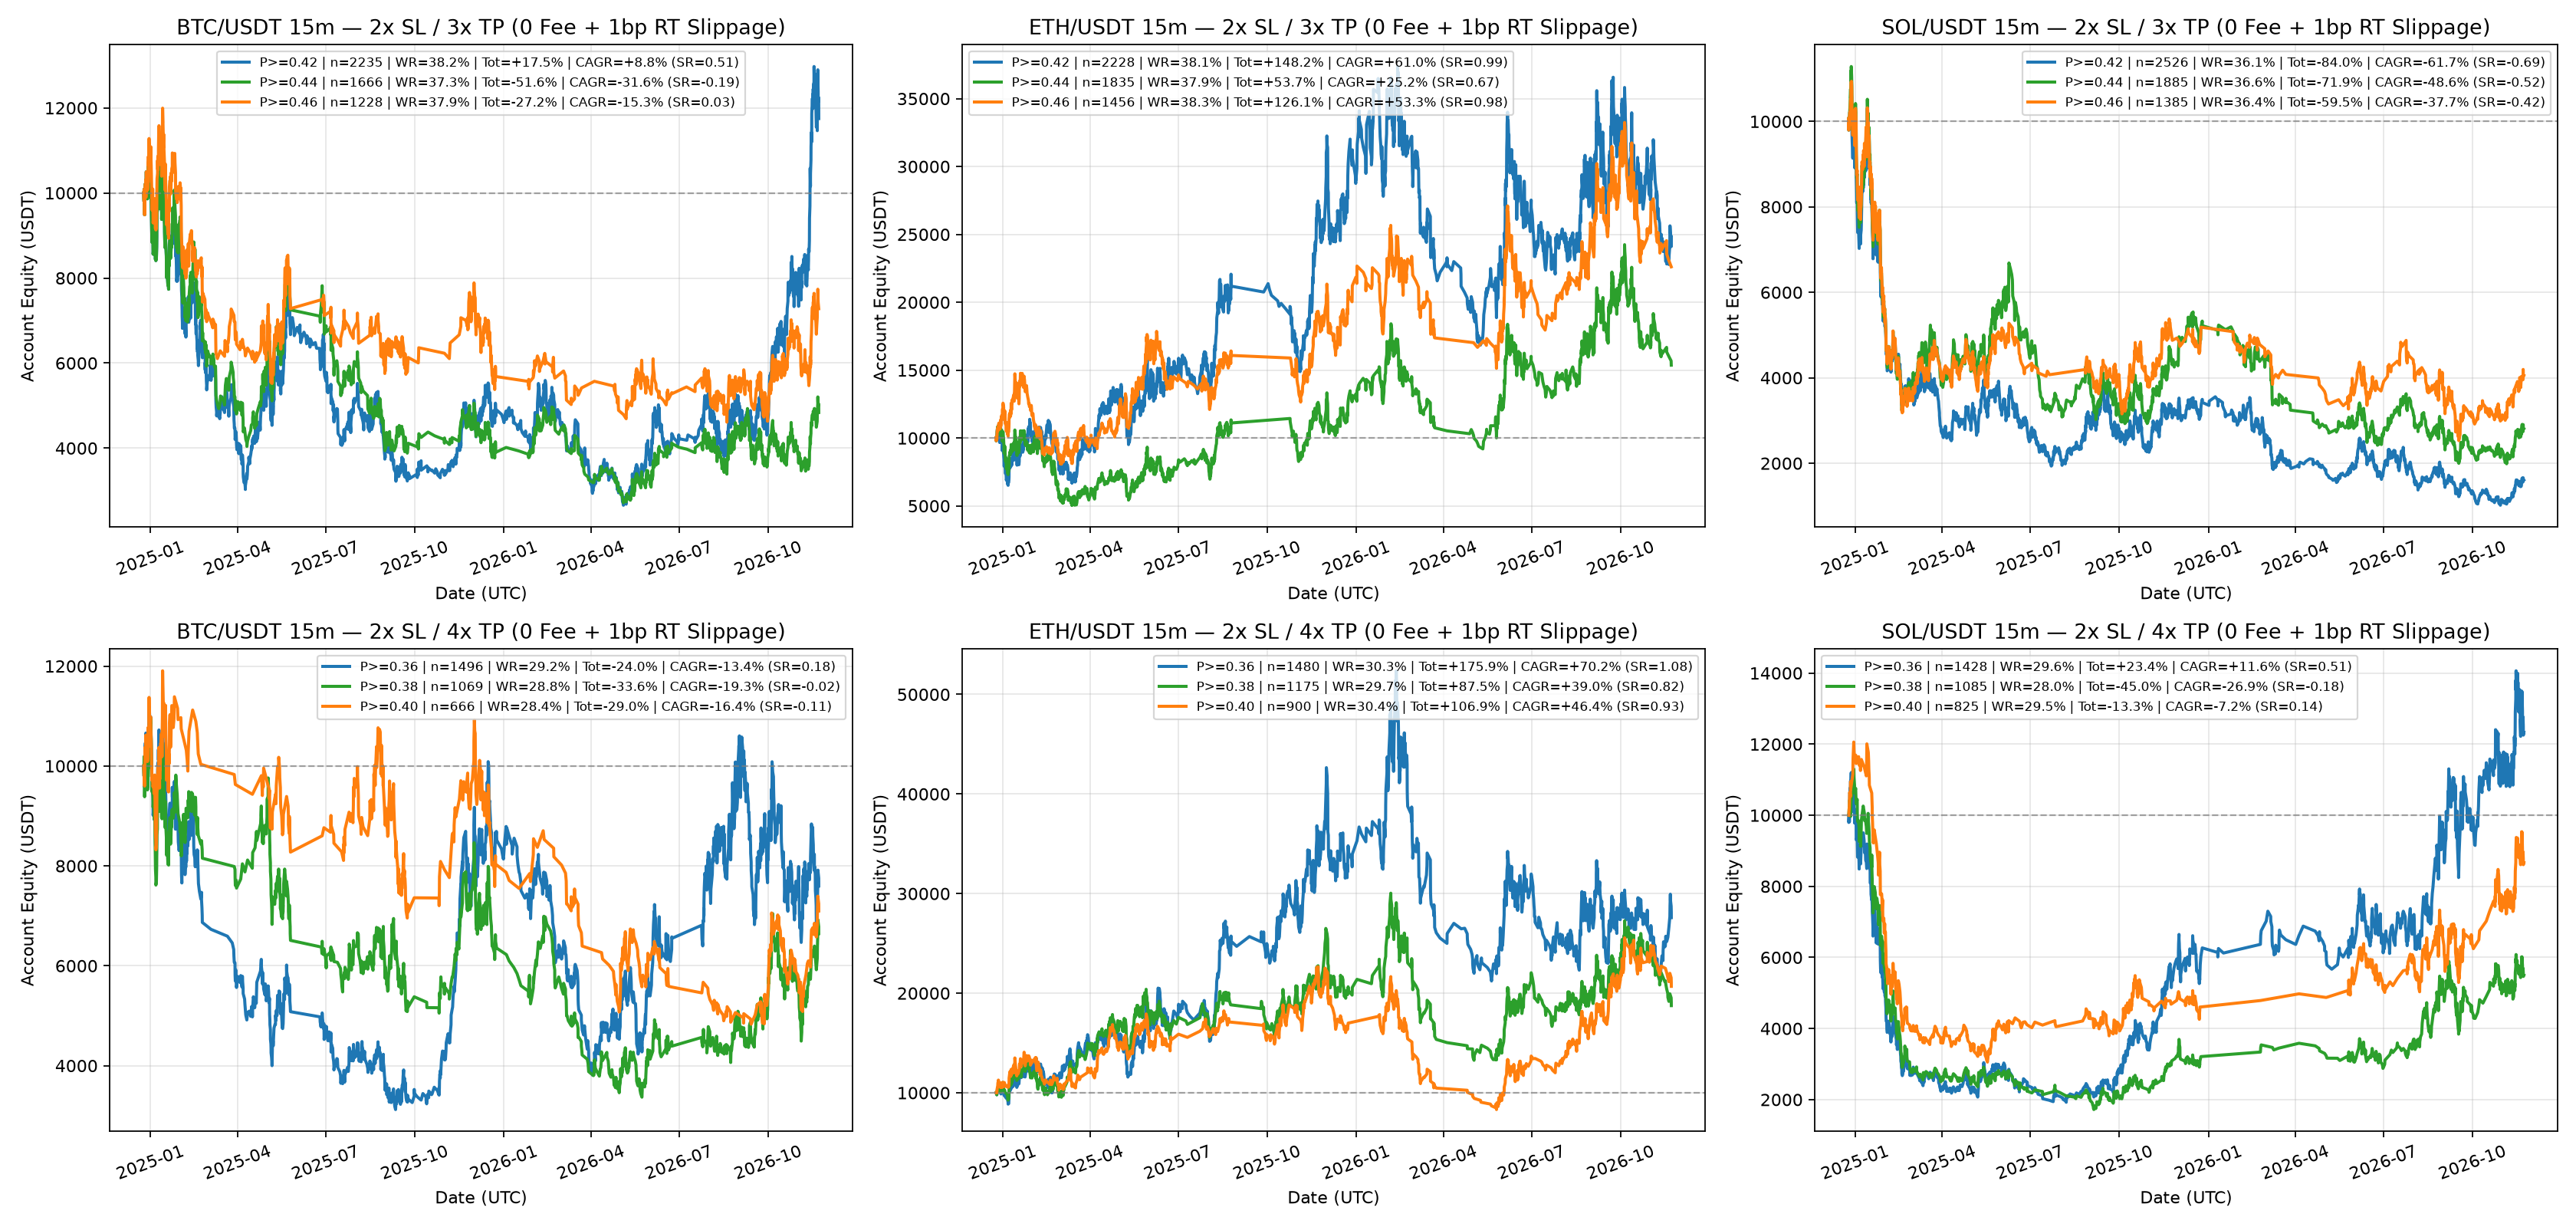 BTC/USDT 15m — 2x SL / 3x TP (0 Fee + 1bp RT Slippage)
P>=0.42 | n=2235 | WR=38.2% | Tot=+17.5% | CAGR=+8.8% (SR=0.51)
P>=0.44 | n=1666 | WR=37.3% | Tot=-51.6% | CAGR=-31.6% (SR=-0.19)
P>=0.46 | n=1228 | WR=37.9% | Tot=-27.2% | CAGR=-15.3% (SR=0.03)
Account Equity (USDT)
12000
10000
8000
6000
4000
2025-01
2025-04
2025-07
2025-10
2026-01
2026-04
2026-07
2026-10
Date (UTC)
ETH/USDT 15m — 2x SL / 3x TP (0 Fee + 1bp RT Slippage)
P>=0.42 | n=2228 | WR=38.1% | Tot=+148.2% | CAGR=+61.0% (SR=0.99)
P>=0.44 | n=1835 | WR=37.9% | Tot=+53.7% | CAGR=+25.2% (SR=0.67)
P>=0.46 | n=1456 | WR=38.3% | Tot=+126.1% | CAGR=+53.3% (SR=0.98)
Account Equity (USDT)
35000
30000
25000
20000
15000
10000
5000
2025-01
2025-04
2025-07
2025-10
2026-01
2026-04
2026-07
2026-10
Date (UTC)
SOL/USDT 15m — 2x SL / 3x TP (0 Fee + 1bp RT Slippage)
P>=0.42 | n=2526 | WR=36.1% | Tot=-84.0% | CAGR=-61.7% (SR=-0.69)
P>=0.44 | n=1885 | WR=36.6% | Tot=-71.9% | CAGR=-48.6% (SR=-0.52)
P>=0.46 | n=1385 | WR=36.4% | Tot=-59.5% | CAGR=-37.7% (SR=-0.42)
Account Equity (USDT)
10000
8000
6000
4000
2000
2025-01
2025-04
2025-07
2025-10
2026-01
2026-04
2026-07
2026-10
Date (UTC)
BTC/USDT 15m — 2x SL / 4x TP (0 Fee + 1bp RT Slippage)
P>=0.36 | n=1496 | WR=29.2% | Tot=-24.0% | CAGR=-13.4% (SR=0.18)
P>=0.38 | n=1069 | WR=28.8% | Tot=-33.6% | CAGR=-19.3% (SR=-0.02)
P>=0.40 | n=666 | WR=28.4% | Tot=-29.0% | CAGR=-16.4% (SR=-0.11)
Account Equity (USDT)
12000
10000
8000
6000
4000
2025-01
2025-04
2025-07
2025-10
2026-01
2026-04
2026-07
2026-10
Date (UTC)
ETH/USDT 15m — 2x SL / 4x TP (0 Fee + 1bp RT Slippage)
P>=0.36 | n=1480 | WR=30.3% | Tot=+175.9% | CAGR=+70.2% (SR=1.08)
P>=0.38 | n=1175 | WR=29.7% | Tot=+87.5% | CAGR=+39.0% (SR=0.82)
P>=0.40 | n=900 | WR=30.4% | Tot=+106.9% | CAGR=+46.4% (SR=0.93)
Account Equity (USDT)
50000
40000
30000
20000
10000
2025-01
2025-04
2025-07
2025-10
2026-01
2026-04
2026-07
2026-10
Date (UTC)
SOL/USDT 15m — 2x SL / 4x TP (0 Fee + 1bp RT Slippage)
P>=0.36 | n=1428 | WR=29.6% | Tot=+23.4% | CAGR=+11.6% (SR=0.51)
P>=0.38 | n=1085 | WR=28.0% | Tot=-45.0% | CAGR=-26.9% (SR=-0.18)
P>=0.40 | n=825 | WR=29.5% | Tot=-13.3% | CAGR=-7.2% (SR=0.14)
Account Equity (USDT)
14000
12000
10000
8000
6000
4000
2000
2025-01
2025-04
2025-07
2025-10
2026-01
2026-04
2026-07
2026-10
Date (UTC)